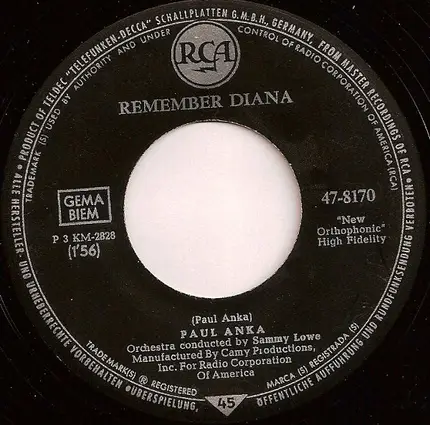 PRODUCT OF TELDEC "TELEFUNKEN-DECCA" SCHALLPLATTEN G.M.B.H., GERMANY, FROM MASTER RECORDINGS OF RCA •
TRADEMARK (S) USED BY AUTHORITY AND UNDER CONTROL OF RADIO CORPORATION OF AMERICA (RCA)
RCA
REMEMBER DIANA
GEMA
BIEM
P 3 KM-2828
(1'56)
47-8170
"New
Orthophonic"
High Fidelity
(Paul Anka)
PAUL ANKA
Orchestra conducted by Sammy Lowe
Manufactured By Camy Productions,
Inc. For Radio Corporation
Of America
TRADEMARK(S) ® REGISTERED
MARCA (S) REGISTRADA (S)
45
• ALLE HERSTELLER- UND URHEBERRECHTE VORBEHALTEN • ÜBERSPIELUNG, ÖFFENTLICHE AUFFÜHRUNG UND RUNDFUNKSENDUNG VERBOTEN •